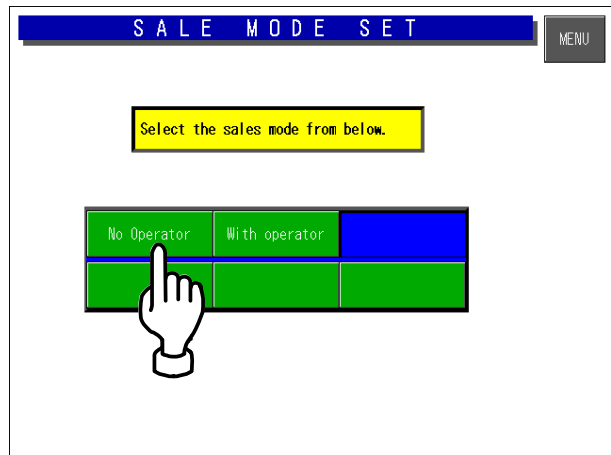 SALE MODE SET
MENU
Select the sales mode from below.
No Operator
With operator